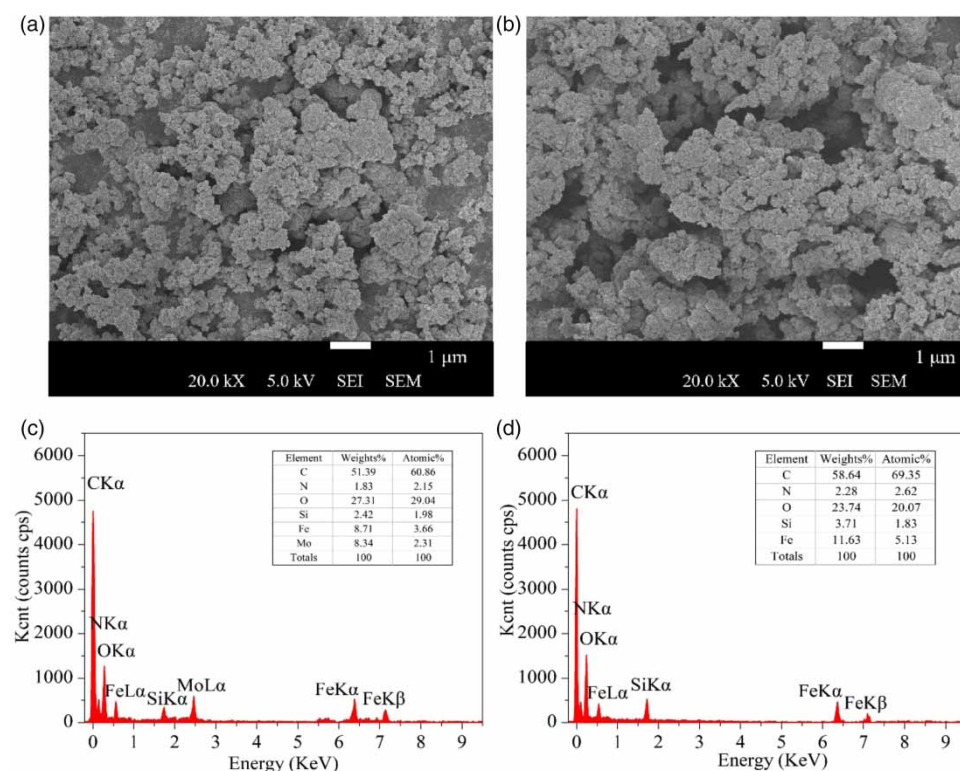 (a)
(b)
1 μm
20.0 kX 5.0 kV SEI SEM
1 μm
20.0 kX 5.0 kV SEI SEM
(c)
6000
5000
4000
3000
2000
1000
0
Kcnt (counts cps)
CKα
NKα
OKα
FeLα
SiKα
MoLα
FeKα
FeKβ
Element Weights% Atomic%
C 51.39 60.86
N 1.83 2.15
O 27.31 29.04
Si 2.42 1.98
Fe 8.71 3.66
Mo 8.34 2.31
Totals 100 100
0 1 2 3 4 5 6 7 8 9
Energy (KeV)
(d)
6000
5000
4000
3000
2000
1000
0
Kcnt (counts cps)
CKα
NKα
OKα
FeLα
SiKα
FeKα
FeKβ
Element Weights% Atomic%
C 58.64 69.35
N 2.28 2.62
O 23.74 20.07
Si 3.71 1.83
Fe 11.63 5.13
Totals 100 100
0 1 2 3 4 5 6 7 8 9
Energy (KeV)